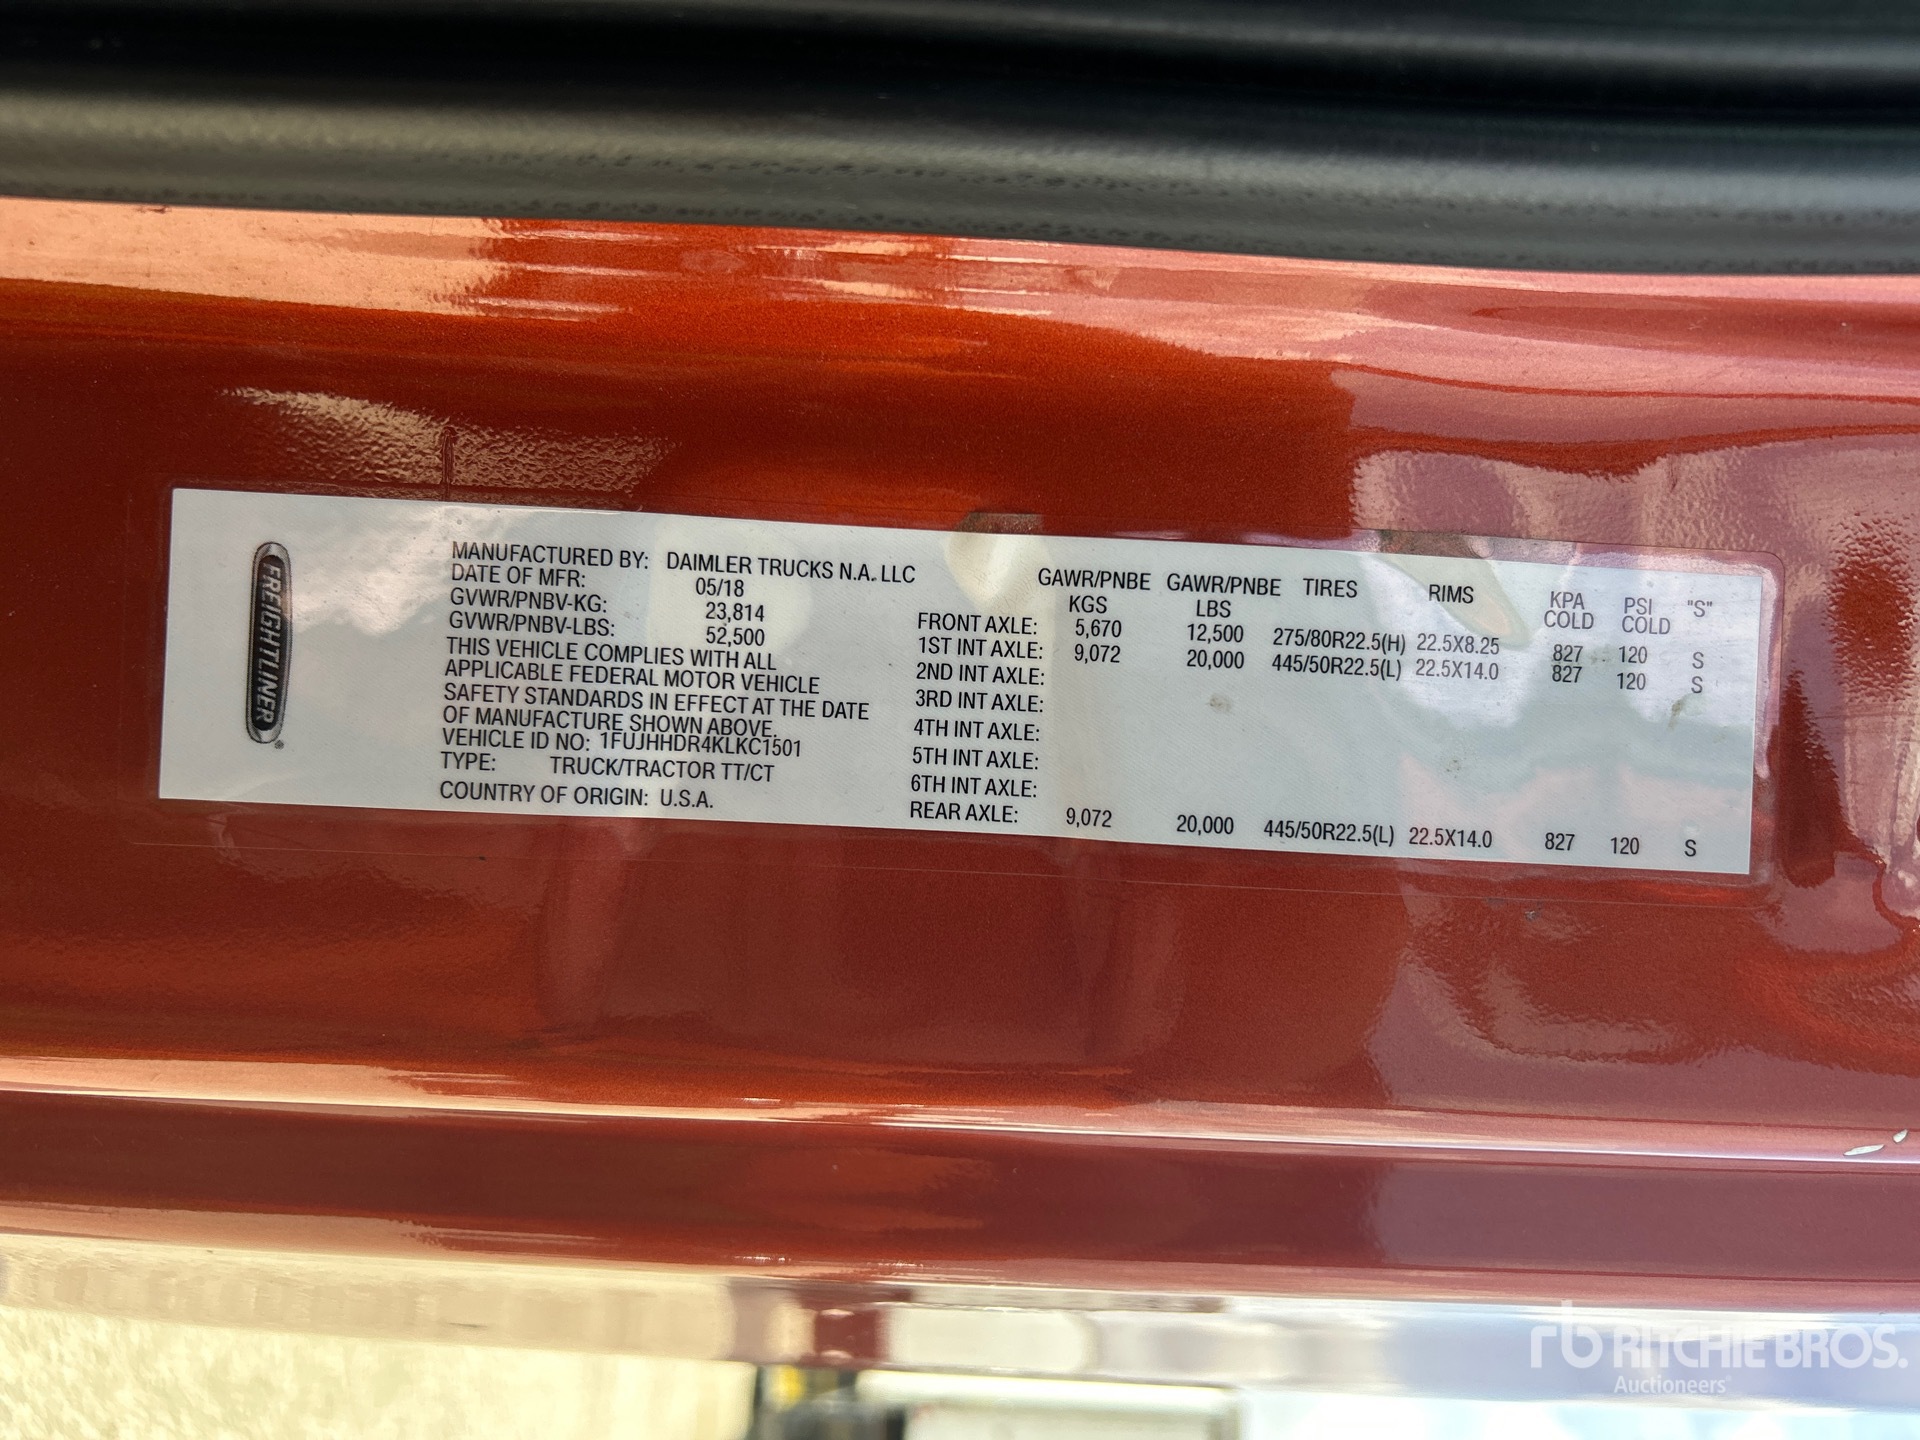 FREIGHTLINER®
MANUFACTURED BY: DAIMLER TRUCKS N.A. LLC
DATE OF MFR: 05/18
GVWR/PNBV-KG: 23,814
GVWR/PNBV-LBS: 52,500
THIS VEHICLE COMPLIES WITH ALL
APPLICABLE FEDERAL MOTOR VEHICLE
SAFETY STANDARDS IN EFFECT AT THE DATE
OF MANUFACTURE SHOWN ABOVE.
VEHICLE ID NO: 1FUJHHDR4KLKC1501
TYPE: TRUCK/TRACTOR TT/CT
COUNTRY OF ORIGIN: U.S.A.
GAWR/PNBE GAWR/PNBE TIRES RIMS KPA PSI "S"
KGS LBS COLD COLD
FRONT AXLE: 5,670 12,500 275/80R22.5(H) 22.5X8.25 827 120 S
1ST INT AXLE: 9,072 20,000 445/50R22.5(L) 22.5X14.0 827 120 S
2ND INT AXLE:
3RD INT AXLE:
4TH INT AXLE:
5TH INT AXLE:
6TH INT AXLE:
REAR AXLE: 9,072 20,000 445/50R22.5(L) 22.5X14.0 827 120 S
rb RITCHIE BROS.
Auctioneers